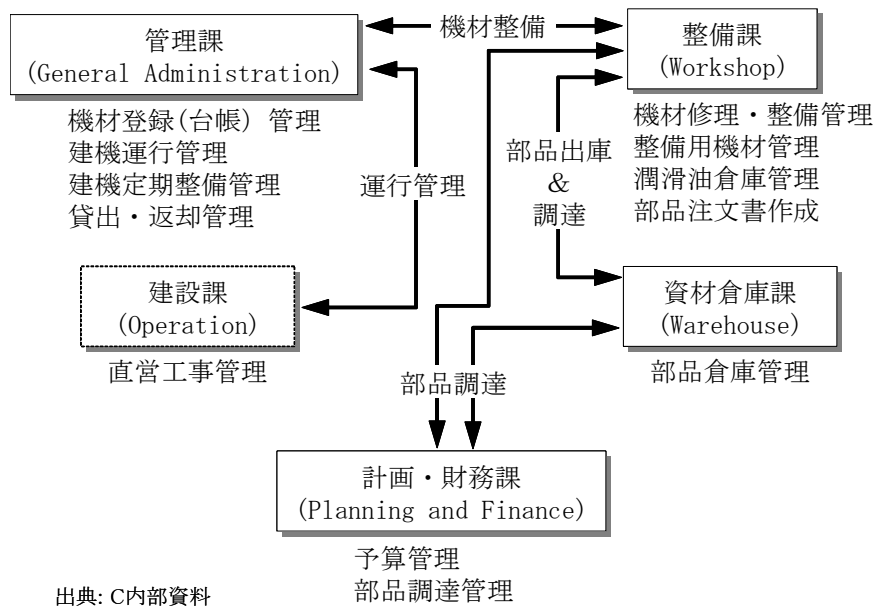 機材整備
管理課
(General Administration)
機材登録(台帳) 管理
建機運行管理
建機定期整備管理
貸出・返却管理
整備課
(Workshop)
機材修理・整備管理
整備用機材管理
潤滑油倉庫管理
部品注文書作成
部品出庫
&
調達
運行管理
建設課
(Operation)
直営工事管理
資材倉庫課
(Warehouse)
部品倉庫管理
部品調達
計画・財務課
(Planning and Finance)
予算管理
部品調達管理
出典: C内部資料